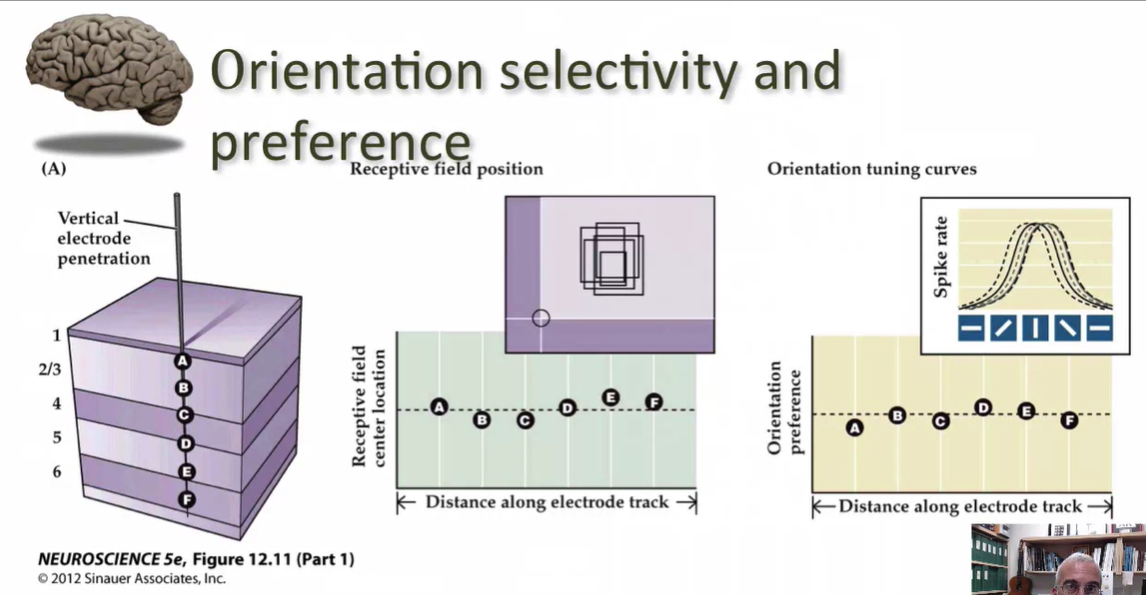 Orientation selectivity and
preference
(A)
Vertical
electrode
penetration
1
2/3
4
5
6
A
B
C
D
E
F
Receptive field position
Receptive field
center location
A
B
C
D
E
F
Distance along electrode track
Orientation tuning curves
Spike rate
Orientation
preference
A
B
C
D
E
F
Distance along electrode track
NEUROSCIENCE 5e, Figure 12.11 (Part 1)
© 2012 Sinauer Associates, Inc.